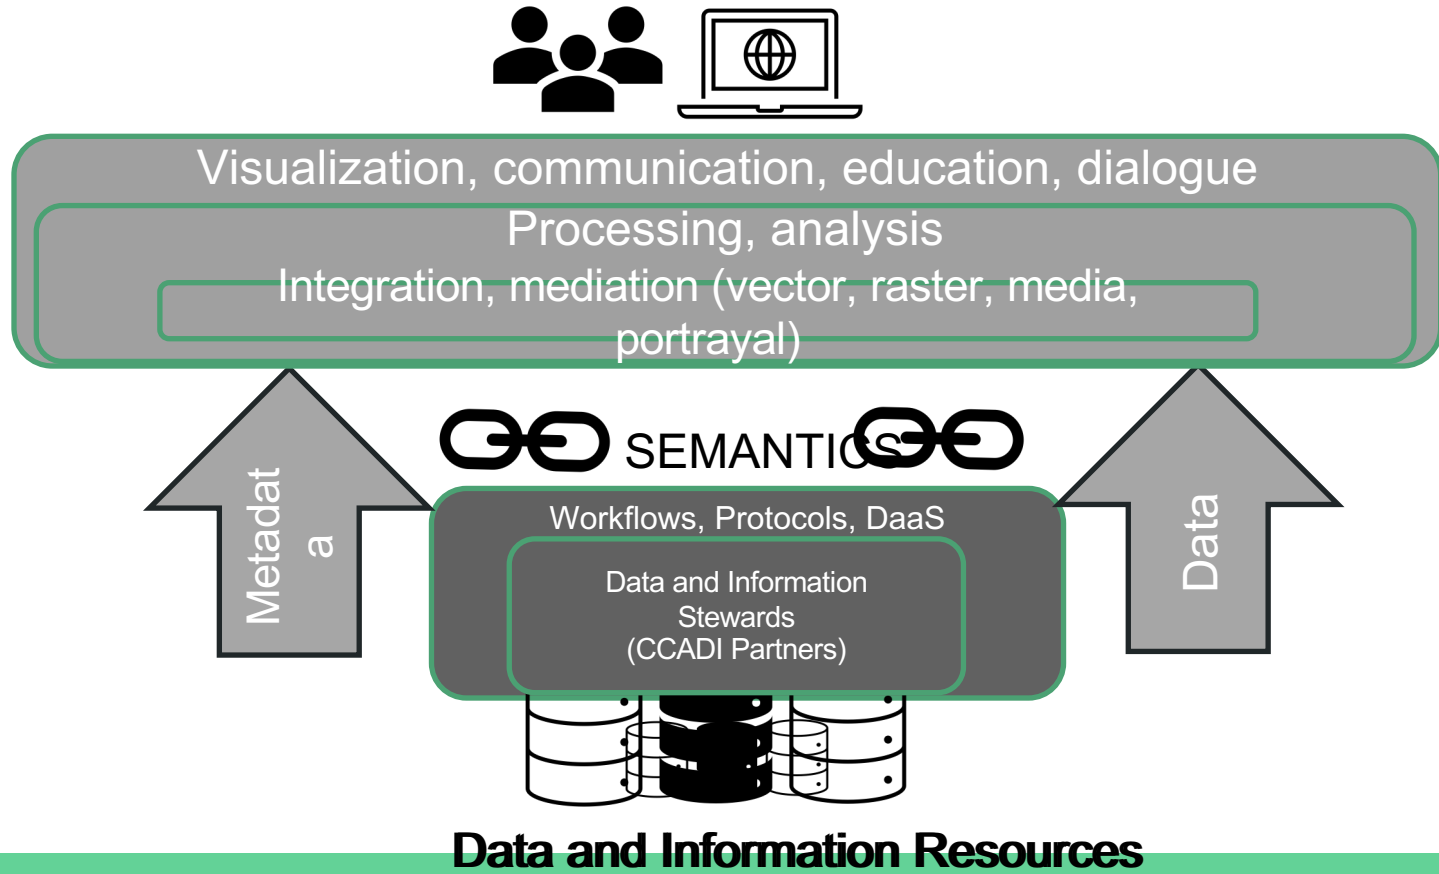 Visualization, communication, education, dialogue
Processing, analysis
Integration, mediation (vector, raster, media,
portrayal)
SEMANTICS
Metadat
a
Data
Workflows, Protocols, DaaS
Data and Information
Stewards
(CCADI Partners)
Data and Information Resources